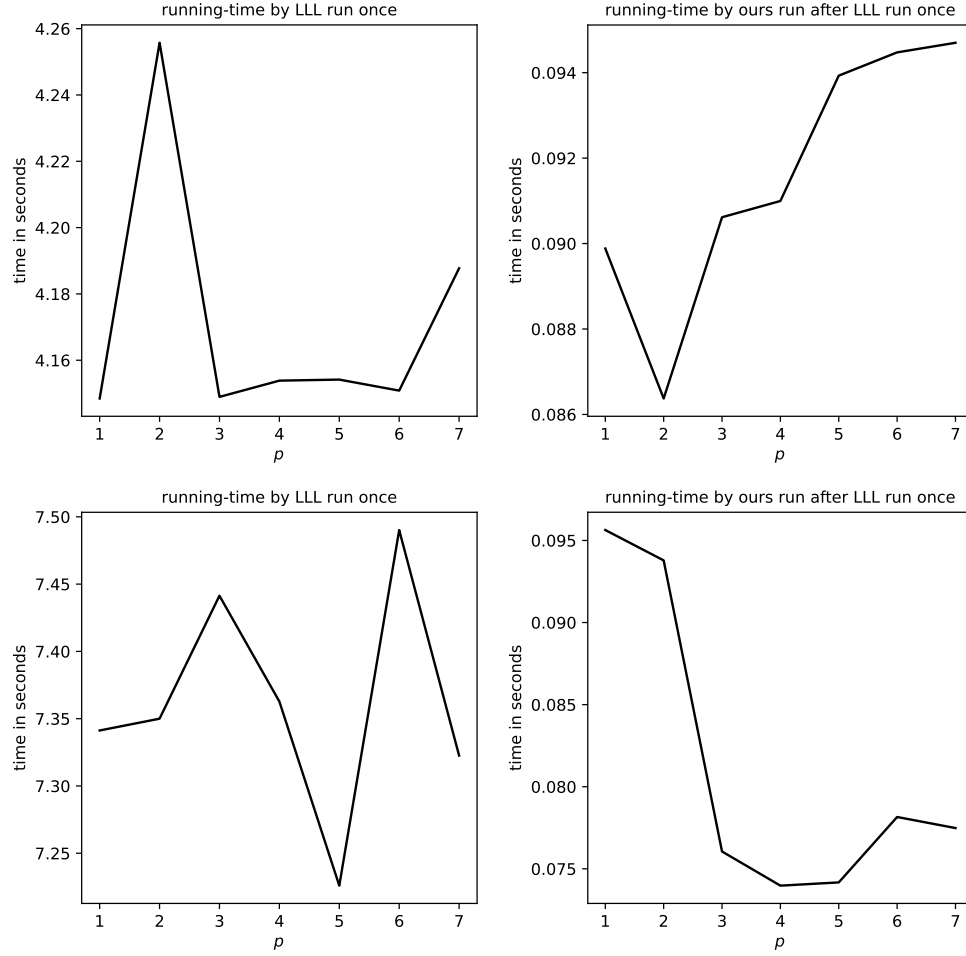 running-time by LLL run once
4.26
4.24
4.22
4.20
4.18
4.16
time in seconds
1 2 3 4 5 6 7
p
running-time by ours run after LLL run once
0.094
0.092
0.090
0.088
0.086
time in seconds
1 2 3 4 5 6 7
p
running-time by LLL run once
7.50
7.45
7.40
7.35
7.30
7.25
time in seconds
1 2 3 4 5 6 7
p
running-time by ours run after LLL run once
0.095
0.090
0.085
0.080
0.075
time in seconds
1 2 3 4 5 6 7
p